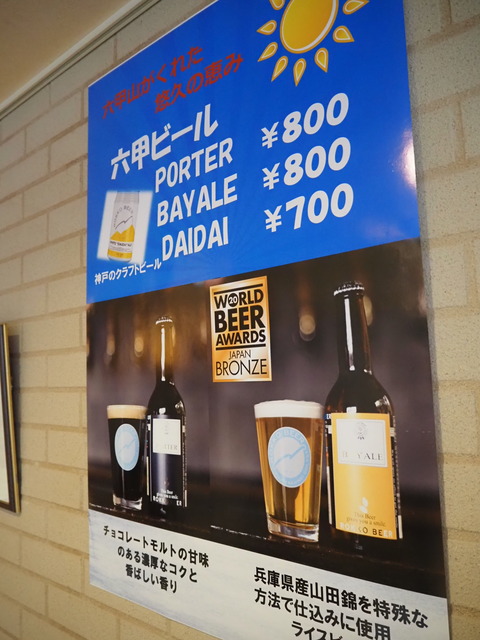 六甲山がくれた
悠久の恵み
六甲ビール
PORTER ¥800
BAYALE ¥800
DAIDAI ¥700
神戸のクラフトビール
20
WORLD
BEER
AWARDS
JAPAN
BRONZE
BAYALE
チョコレートモルトの甘味
のある濃厚なコクと
香ばしい香り
兵庫県産山田錦を特殊な
方法で仕込みに使用